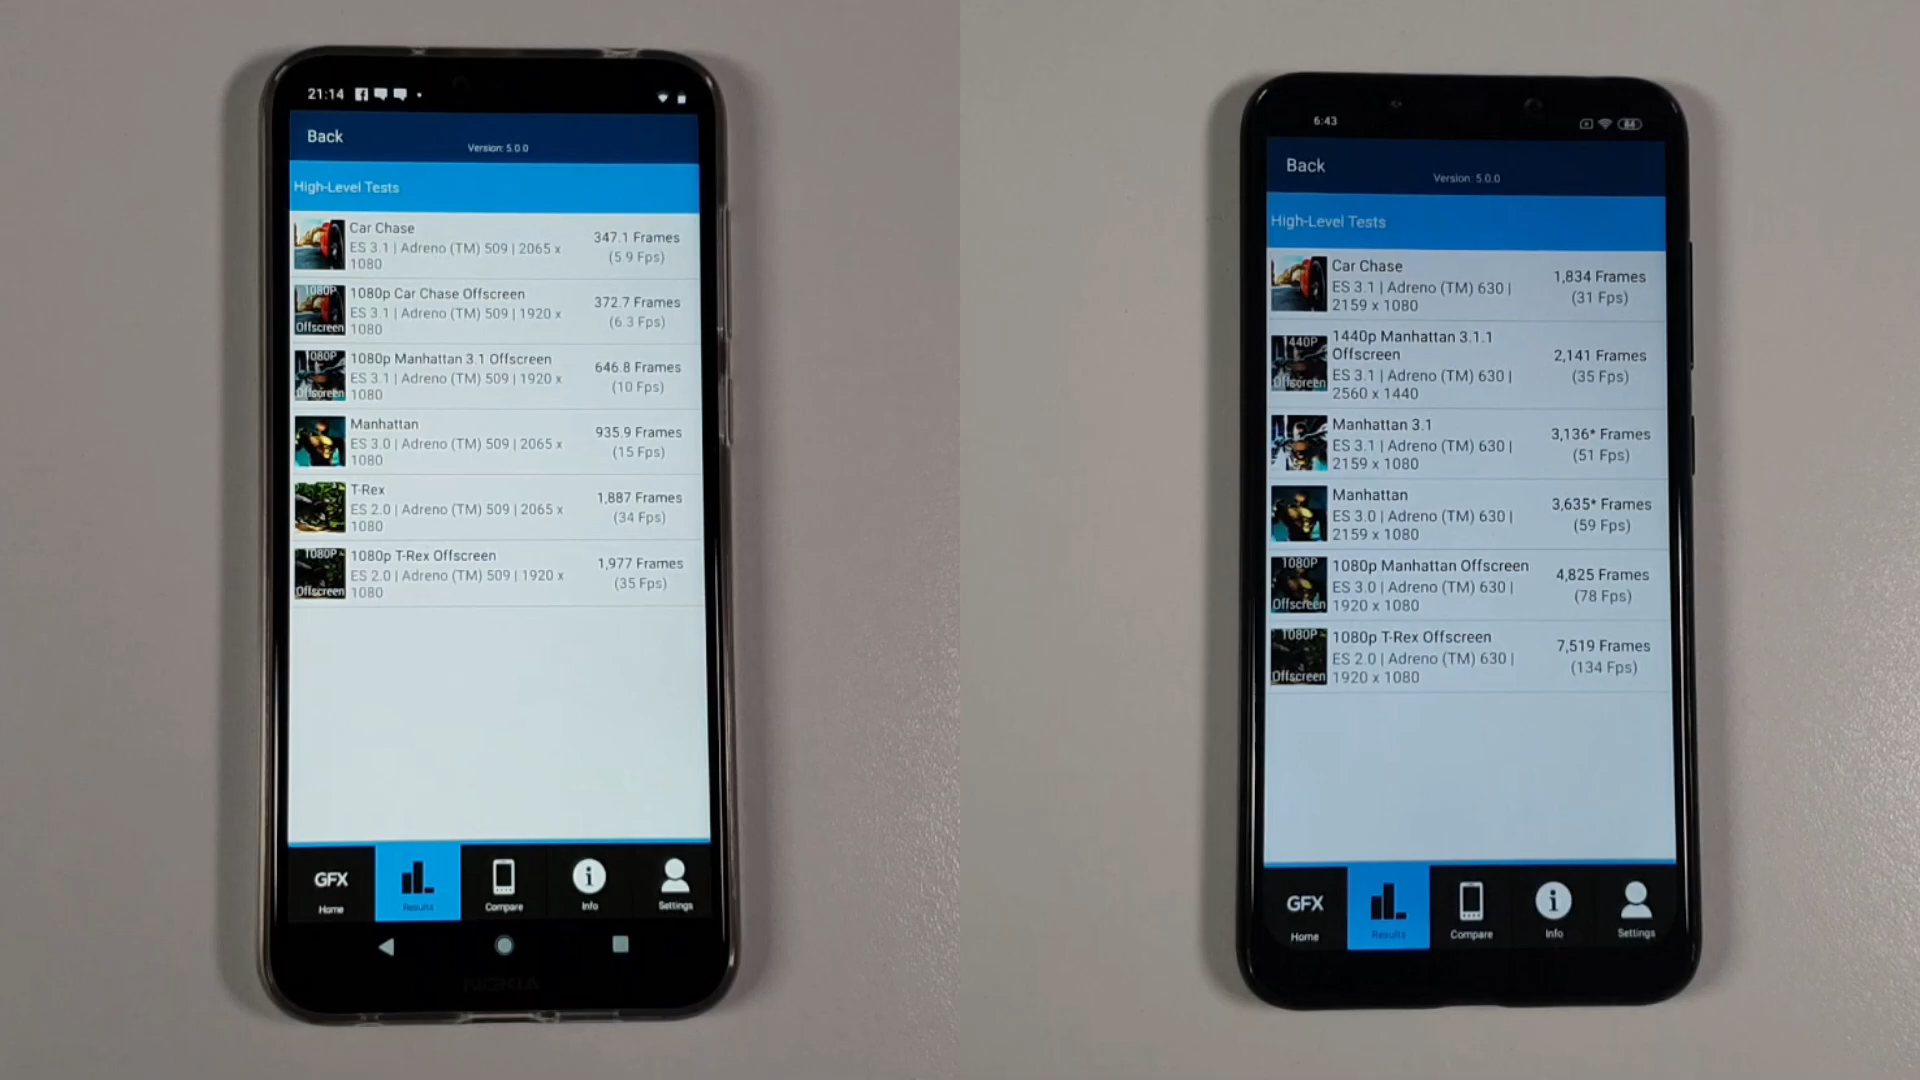 21:14
Back
Version: 5.0.0
High-Level Tests
Car Chase
ES 3.1 | Adreno (TM) 509 | 2065 x
1080
347.1 Frames
(5.9 Fps)
1080P
Offscreen
1080p Car Chase Offscreen
ES 3.1 | Adreno (TM) 509 | 1920 x
1080
372.7 Frames
(6.3 Fps)
1080P
Offscreen
1080p Manhattan 3.1 Offscreen
ES 3.1 | Adreno (TM) 509 | 1920 x
1080
646.8 Frames
(10 Fps)
Manhattan
ES 3.0 | Adreno (TM) 509 | 2065 x
1080
935.9 Frames
(15 Fps)
T-Rex
ES 2.0 | Adreno (TM) 509 | 2065 x
1080
1,887 Frames
(34 Fps)
1080P
Offscreen
1080p T-Rex Offscreen
ES 2.0 | Adreno (TM) 509 | 1920 x
1080
1,977 Frames
(35 Fps)
GFX
Home
Results
Compare
Info
Settings
NOKIA
6:43
64
Back
Version: 5.0.0
High-Level Tests
Car Chase
ES 3.1 | Adreno (TM) 630 |
2159 x 1080
1,834 Frames
(31 Fps)
1440P
Offscreen
1440p Manhattan 3.1.1
Offscreen
ES 3.1 | Adreno (TM) 630 |
2560 x 1440
2,141 Frames
(35 Fps)
Manhattan 3.1
ES 3.1 | Adreno (TM) 630 |
2159 x 1080
3,136* Frames
(51 Fps)
Manhattan
ES 3.0 | Adreno (TM) 630 |
2159 x 1080
3,635* Frames
(59 Fps)
1080P
Offscreen
1080p Manhattan Offscreen
ES 3.0 | Adreno (TM) 630 |
1920 x 1080
4,825 Frames
(78 Fps)
1080P
Offscreen
1080p T-Rex Offscreen
ES 2.0 | Adreno (TM) 630 |
1920 x 1080
7,519 Frames
(134 Fps)
GFX
Home
Results
Compare
Info
Settings